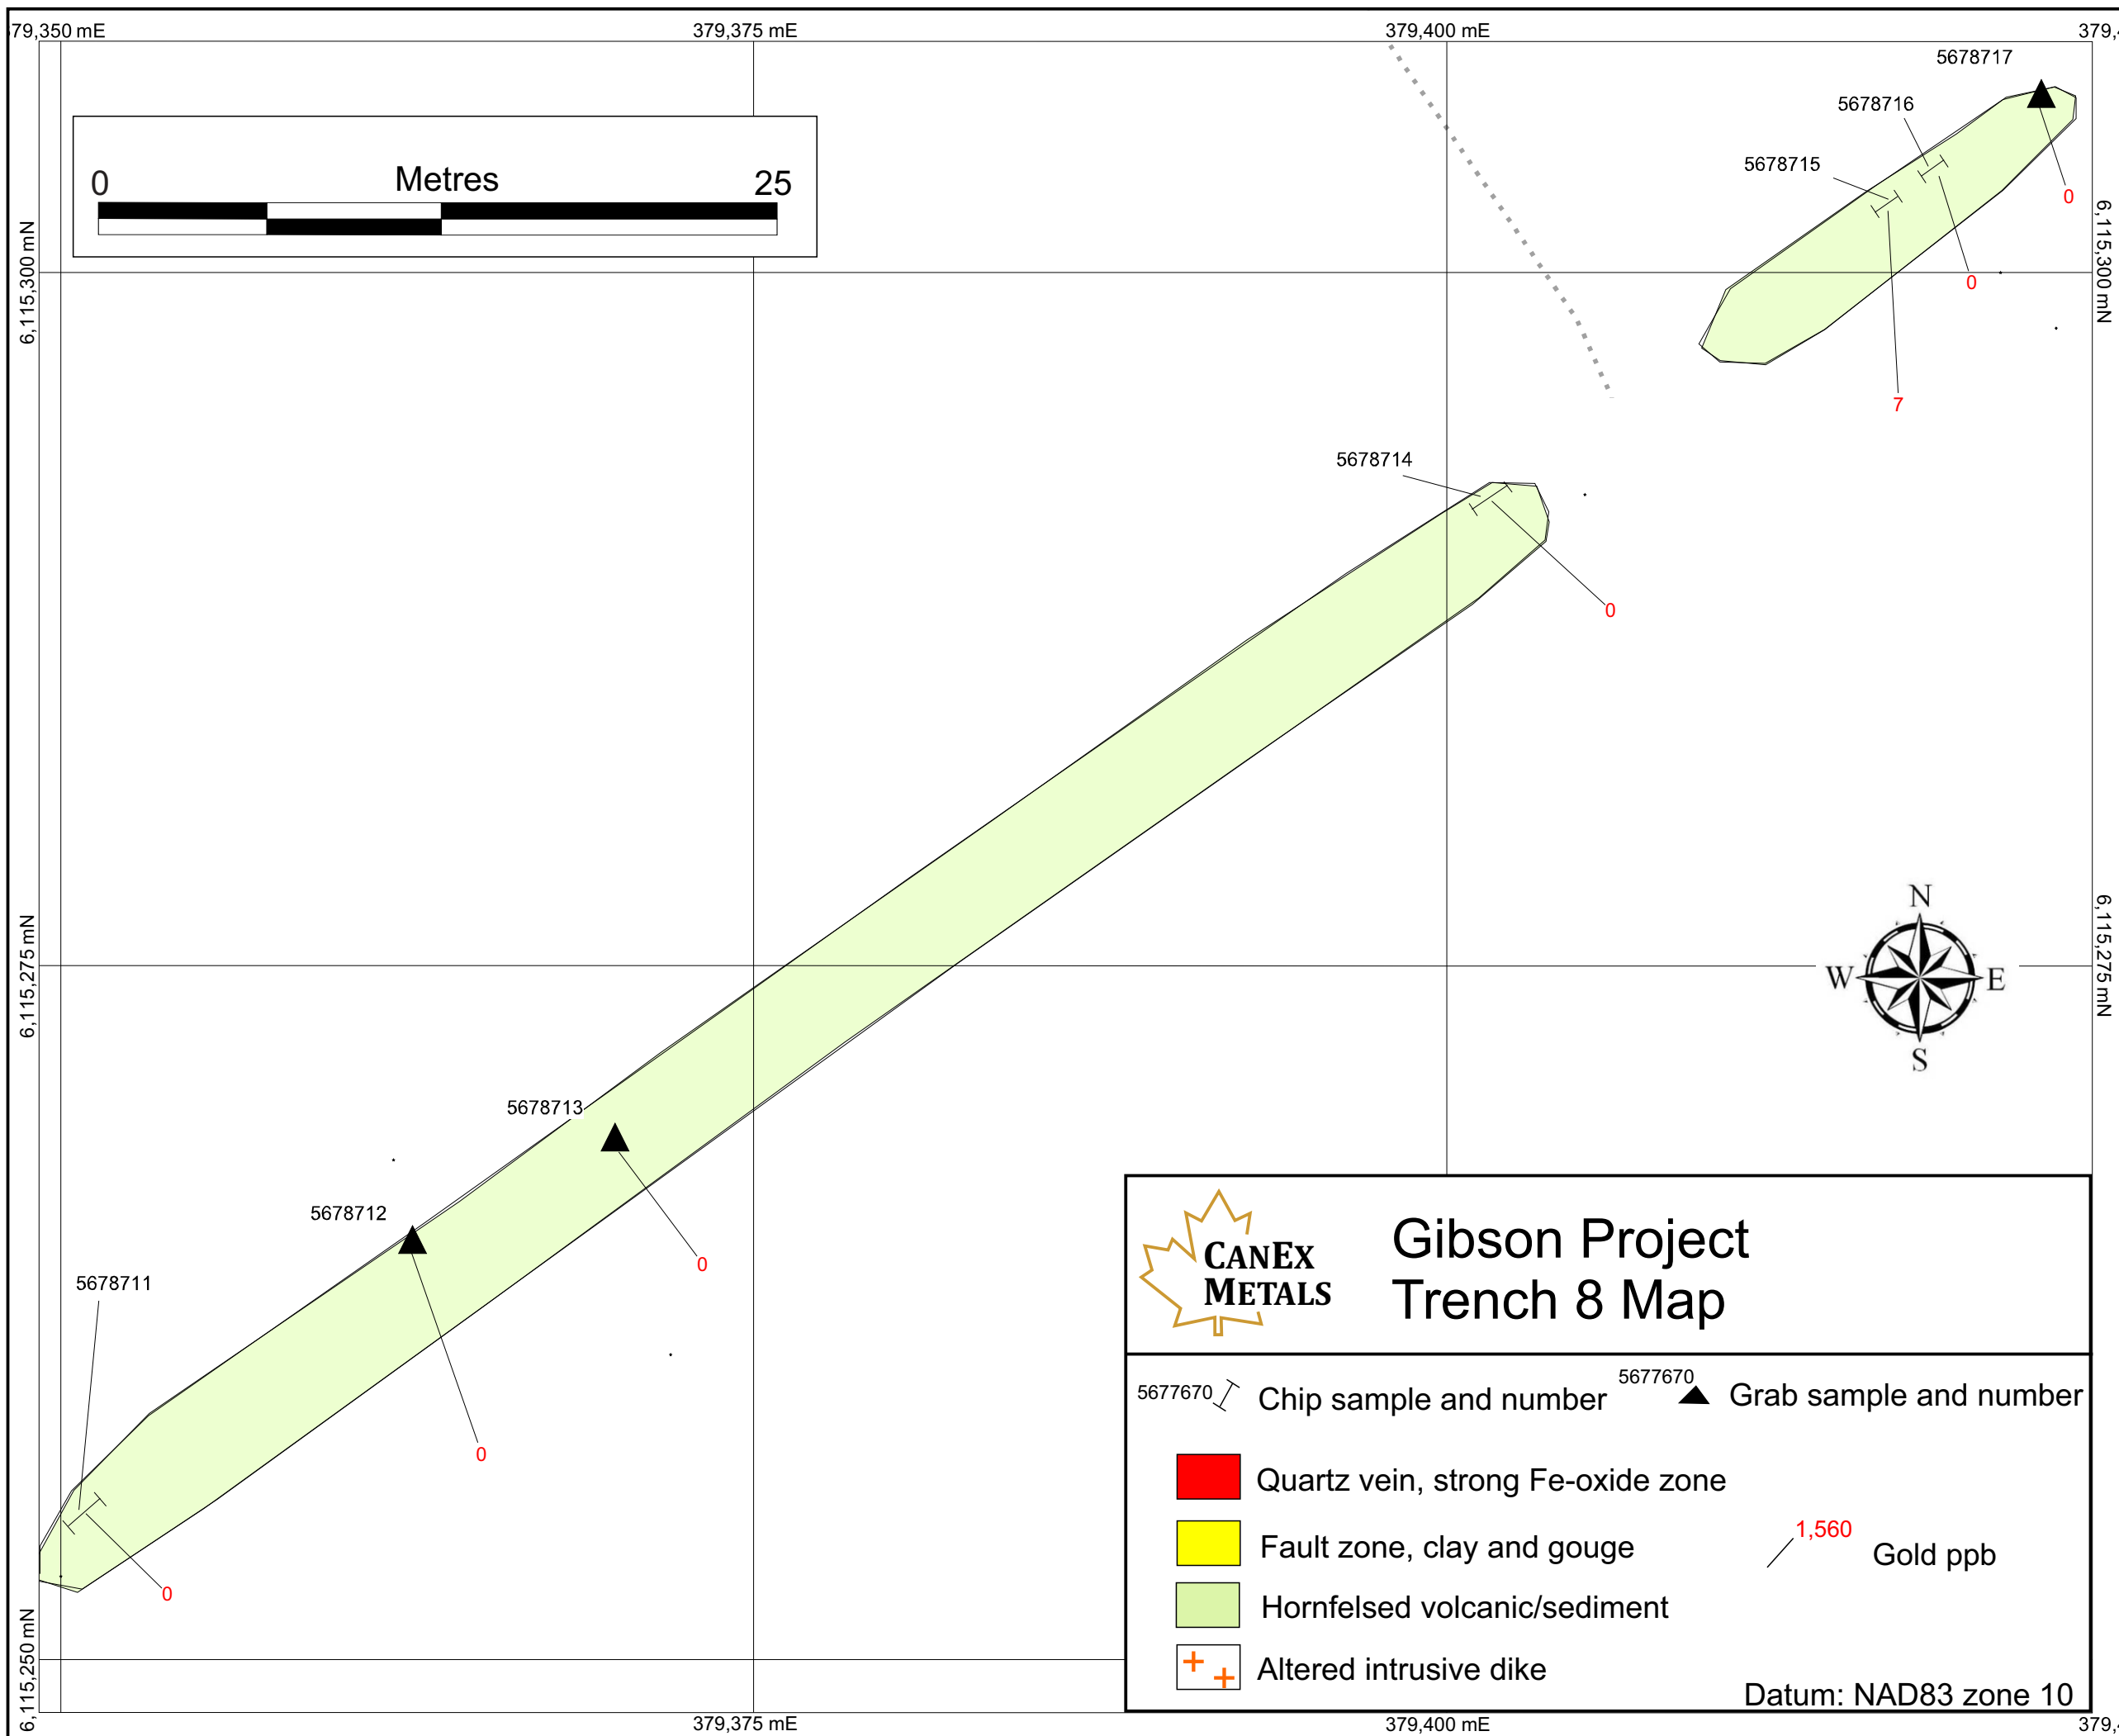 79,350 mE
379,375 mE
379,400 mE
379,4
5678717
5678716
5678715
0
Metres
25
0
0
7
6,115,300 mN
6,115,300 mN
5678714
0
N
W
E
S
6,115,275 mN
6,115,275 mN
5678713
0
5678712
0
5678711
0
CANEX
METALS
Gibson Project
Trench 8 Map
5677670
Chip sample and number
5677670
Grab sample and number
Quartz vein, strong Fe-oxide zone
Fault zone, clay and gouge
1,560
Gold ppb
Hornfelsed volcanic/sediment
Altered intrusive dike
Datum: NAD83 zone 10
6,115,250 mN
379,375 mE
379,400 mE